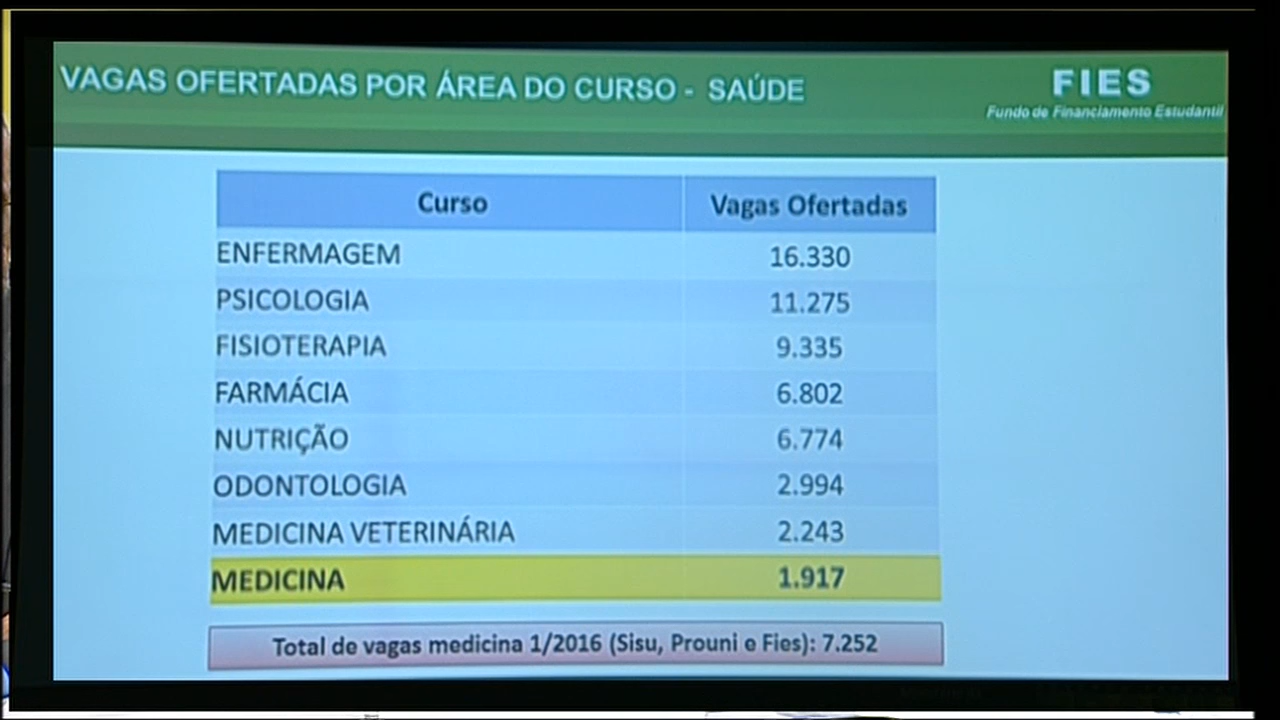 VAGAS OFERTADAS POR ÁREA DO CURSO - SAÚDE
FIES
Fundo de Financiamento Estudantil
Curso Vagas Ofertadas
ENFERMAGEM 16.330
PSICOLOGIA 11.275
FISIOTERAPIA 9.335
FARMÁCIA 6.802
NUTRIÇÃO 6.774
ODONTOLOGIA 2.994
MEDICINA VETERINÁRIA 2.243
MEDICINA 1.917
Total de vagas medicina 1/2016 (Sisu, Prouni e Fies): 7.252